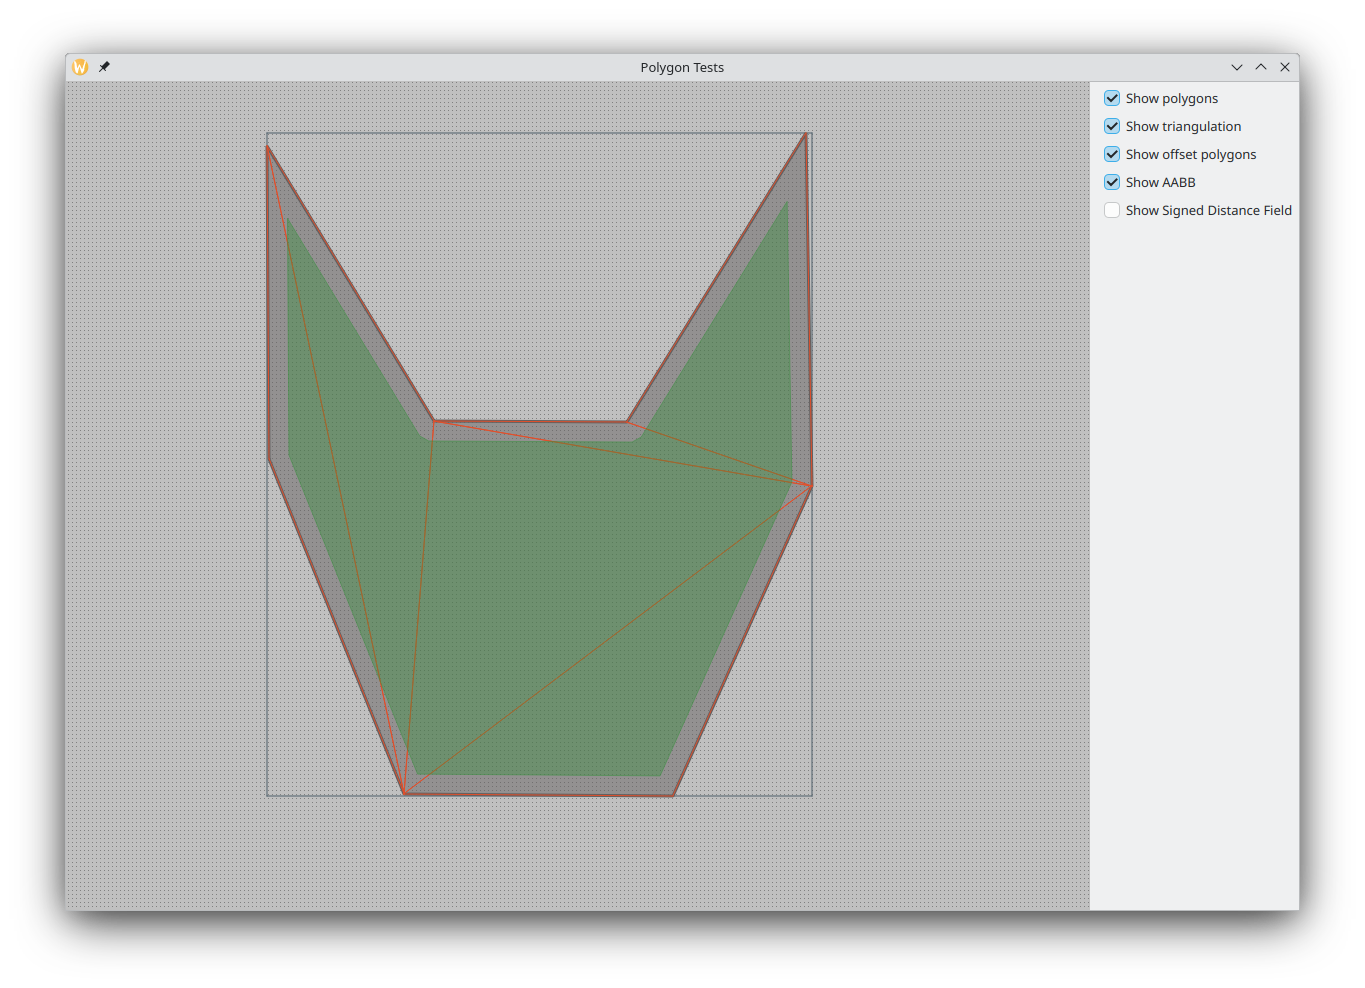 Polygon Tests
Show polygons
Show triangulation
Show offset polygons
Show AABB
Show Signed Distance Field